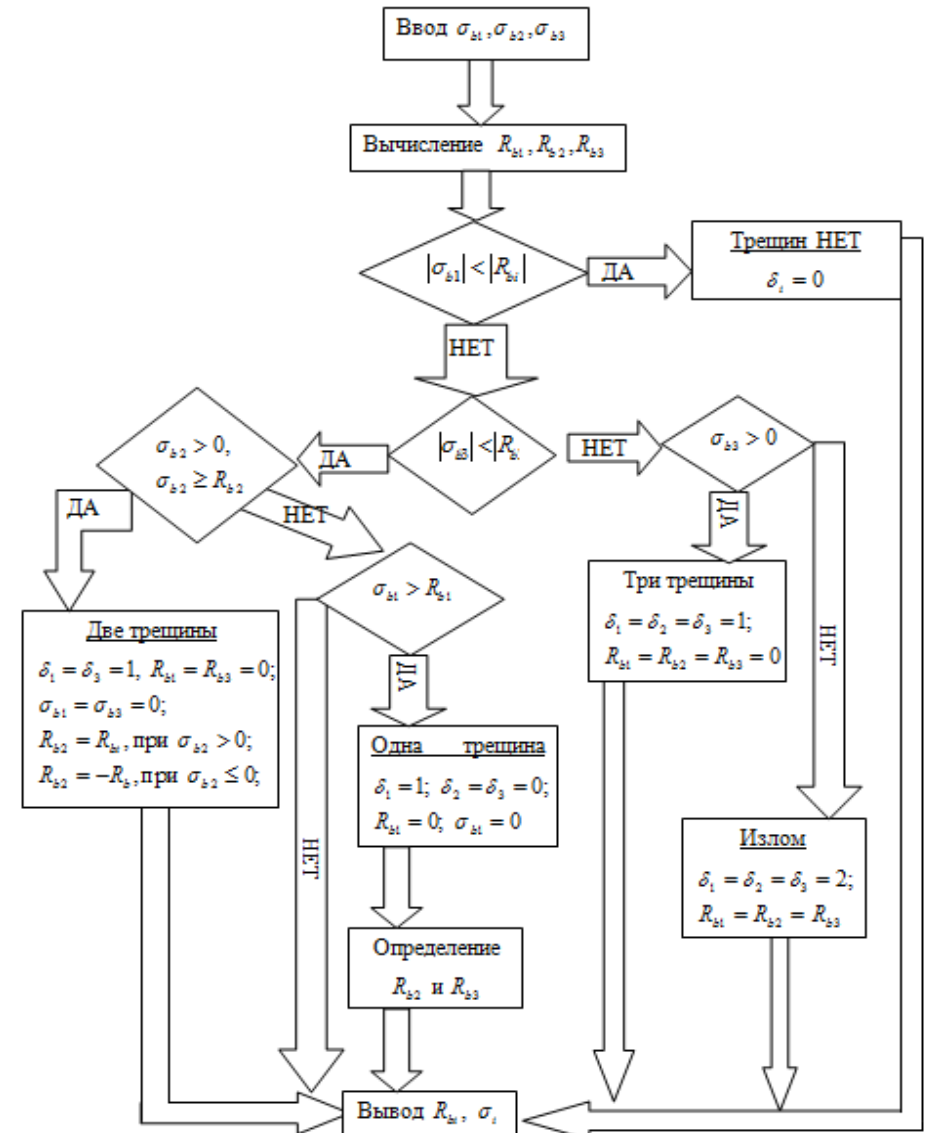 Ввод σb1, σb2, σb3
Вычисление Rb1, Rb2, Rb3
|σb1| < |Rbi|
ДА
Трещин НЕТ
δi = 0
НЕТ
|σb3| < |Rb
ДА
НЕТ
σb2 > 0,
σb2 ≥ Rb2
σb3 > 0
ДА
НЕТ
ДА
НЕТ
σb1 > Rb1
ДА
НЕТ
Две трещины
δ1 = δ3 = 1, Rb1 = Rb3 = 0;
σb1 = σb3 = 0;
Rb2 = Rbt, при σb2 > 0;
Rb2 = −Rb, при σb2 ≤ 0;
Одна трещина
δ1 = 1; δ2 = δ3 = 0;
Rb1 = 0; σb1 = 0
Определение
Rb2 и Rb3
Три трещины
δ1 = δ2 = δ3 = 1;
Rb1 = Rb2 = Rb3 = 0
Излом
δ1 = δ2 = δ3 = 2;
Rb1 = Rb2 = Rb3
Вывод Rbi, σi